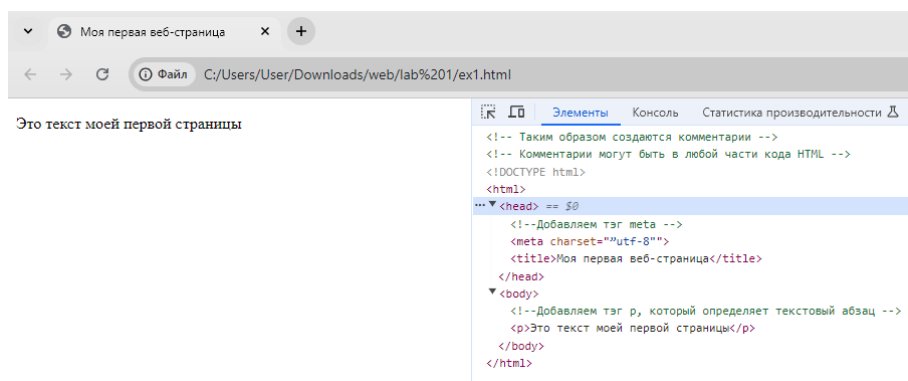 Моя первая веб-страница
Файл C:/Users/User/Downloads/web/lab%201/ex1.html
Элементы Консоль Статистика производительности
Это текст моей первой страницы
<!-- Таким образом создаются комментарии -->
<!-- Комментарии могут быть в любой части кода HTML -->
<!DOCTYPE html>
<html>
••• ▼ <head> == $0
<!--Добавляем тэг meta -->
<meta charset="”utf-8"">
<title>Моя первая веб-страница</title>
</head>
▼ <body>
<!--Добавляем тэг p, который определяет текстовый абзац -->
<p>Это текст моей первой страницы</p>
</body>
</html>